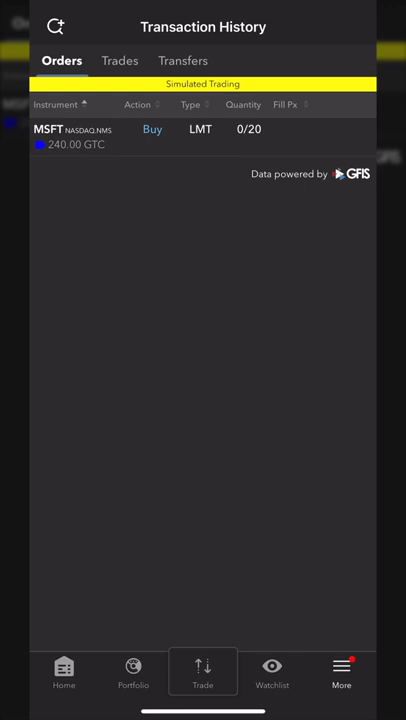 Transaction History
Orders Trades Transfers
Simulated Trading
Instrument Action Type Quantity Fill Px
MSFT NASDAQ.NMS Buy LMT 0/20
240.00 GTC
Data powered by GFIS
Home Portfolio Trade Watchlist More